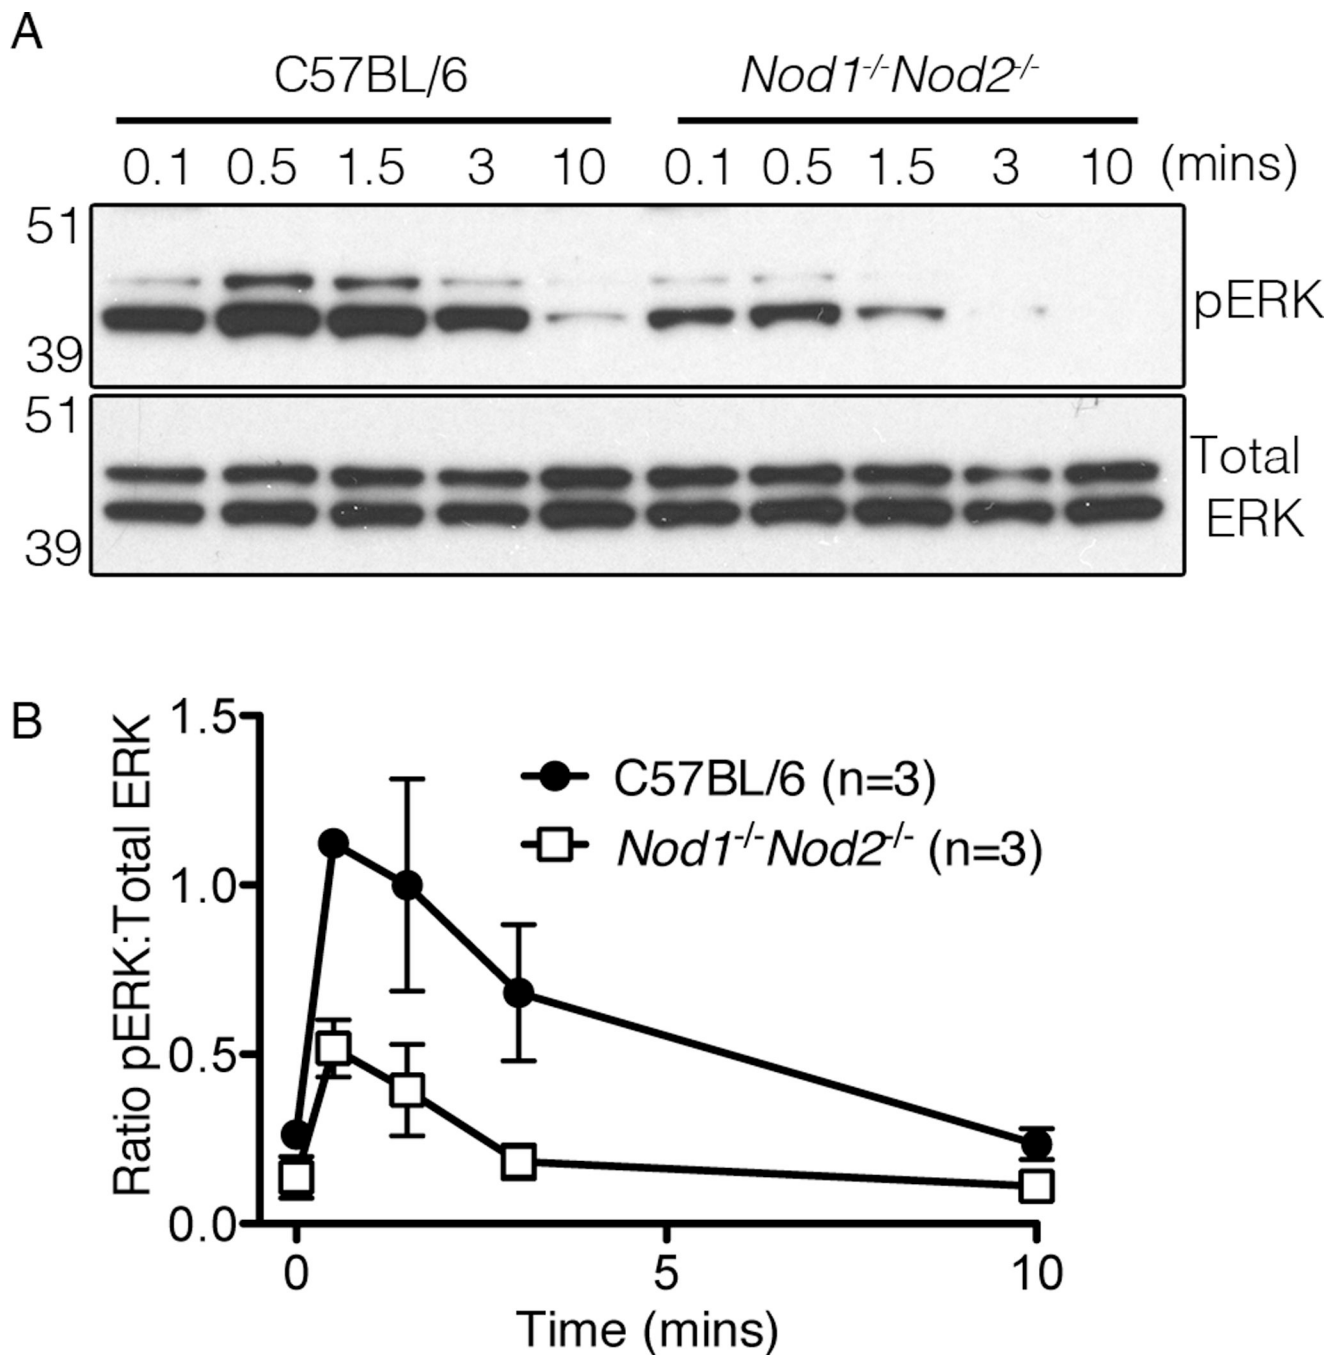 A
C57BL/6 Nod1-/-Nod2-/-
0.1 0.5 1.5 3 10 0.1 0.5 1.5 3 10 (mins)
51
pERK
39
51
Total
ERK
39
B
Ratio pERK:Total ERK
1.5
1.0
0.5
0.0
C57BL/6 (n=3)
Nod1-/-Nod2-/- (n=3)
0 5 10
Time (mins)